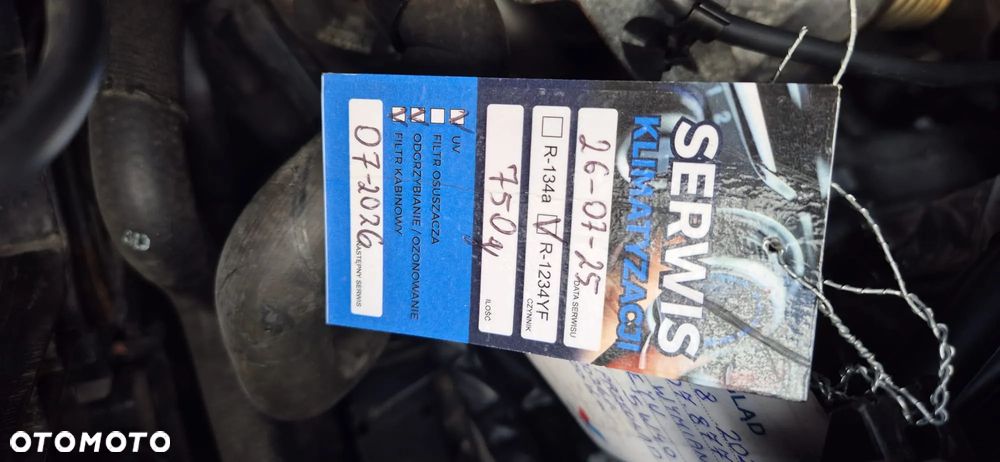 SERWIS
KLIMATYZACJI
26-07-25
DATA SERWISU
R-134a R-1234YF
CZYNNIK
750g
ILOŚĆ
UV
FILTR OSUSZACZA
ODGRZYBIANIE / OZONOWANIE
FILTR KABINOWY
07-2026
NASTĘPNY SERWIS
OTOMOTO